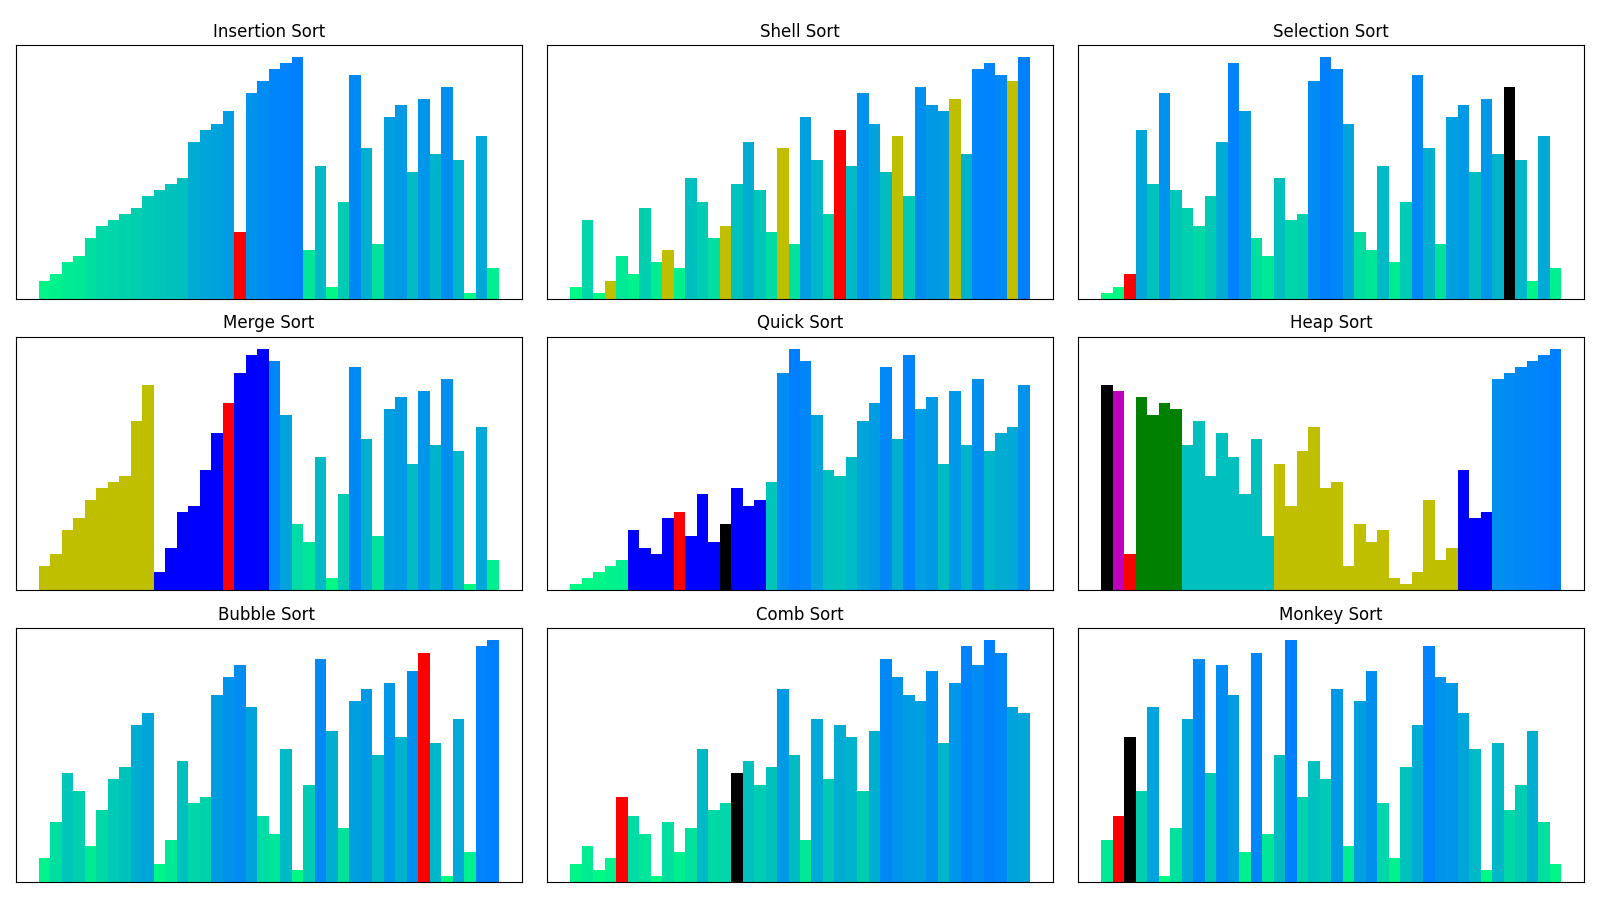 Insertion Sort
Shell Sort
Selection Sort
Merge Sort
Quick Sort
Heap Sort
Bubble Sort
Comb Sort
Monkey Sort